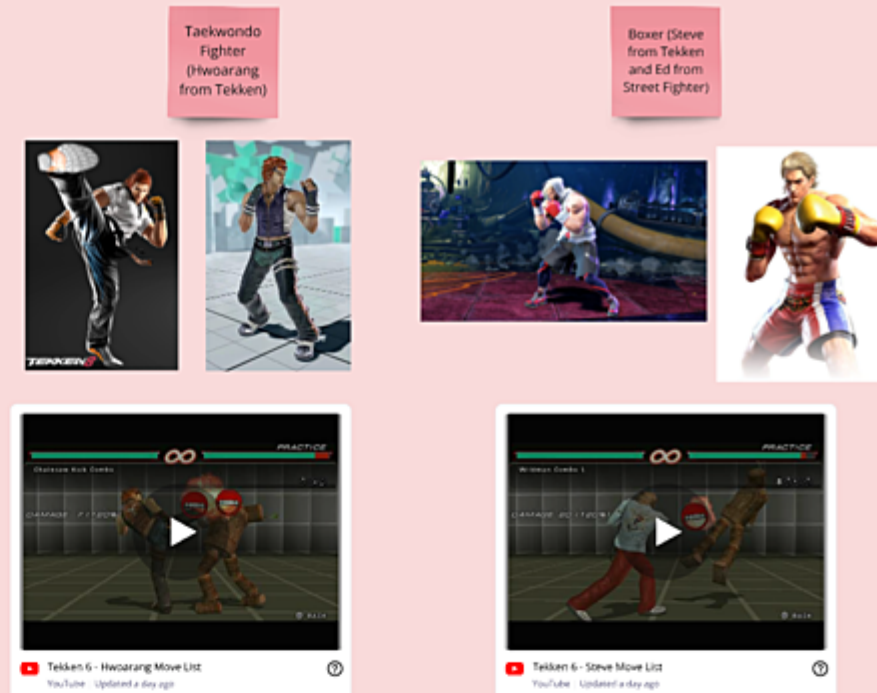 Taekwondo
Fighter
(Hwoarang
from Tekken)
Boxer (Steve
from Tekken
and Ed from
Street Fighter)
TEKKEN
PRACTICE
PRACTICE
Tekken 6 - Hwoarang Move List
YouTube Updated a day ago
Tekken 6 - Steve Move List
YouTube Updated a day ago